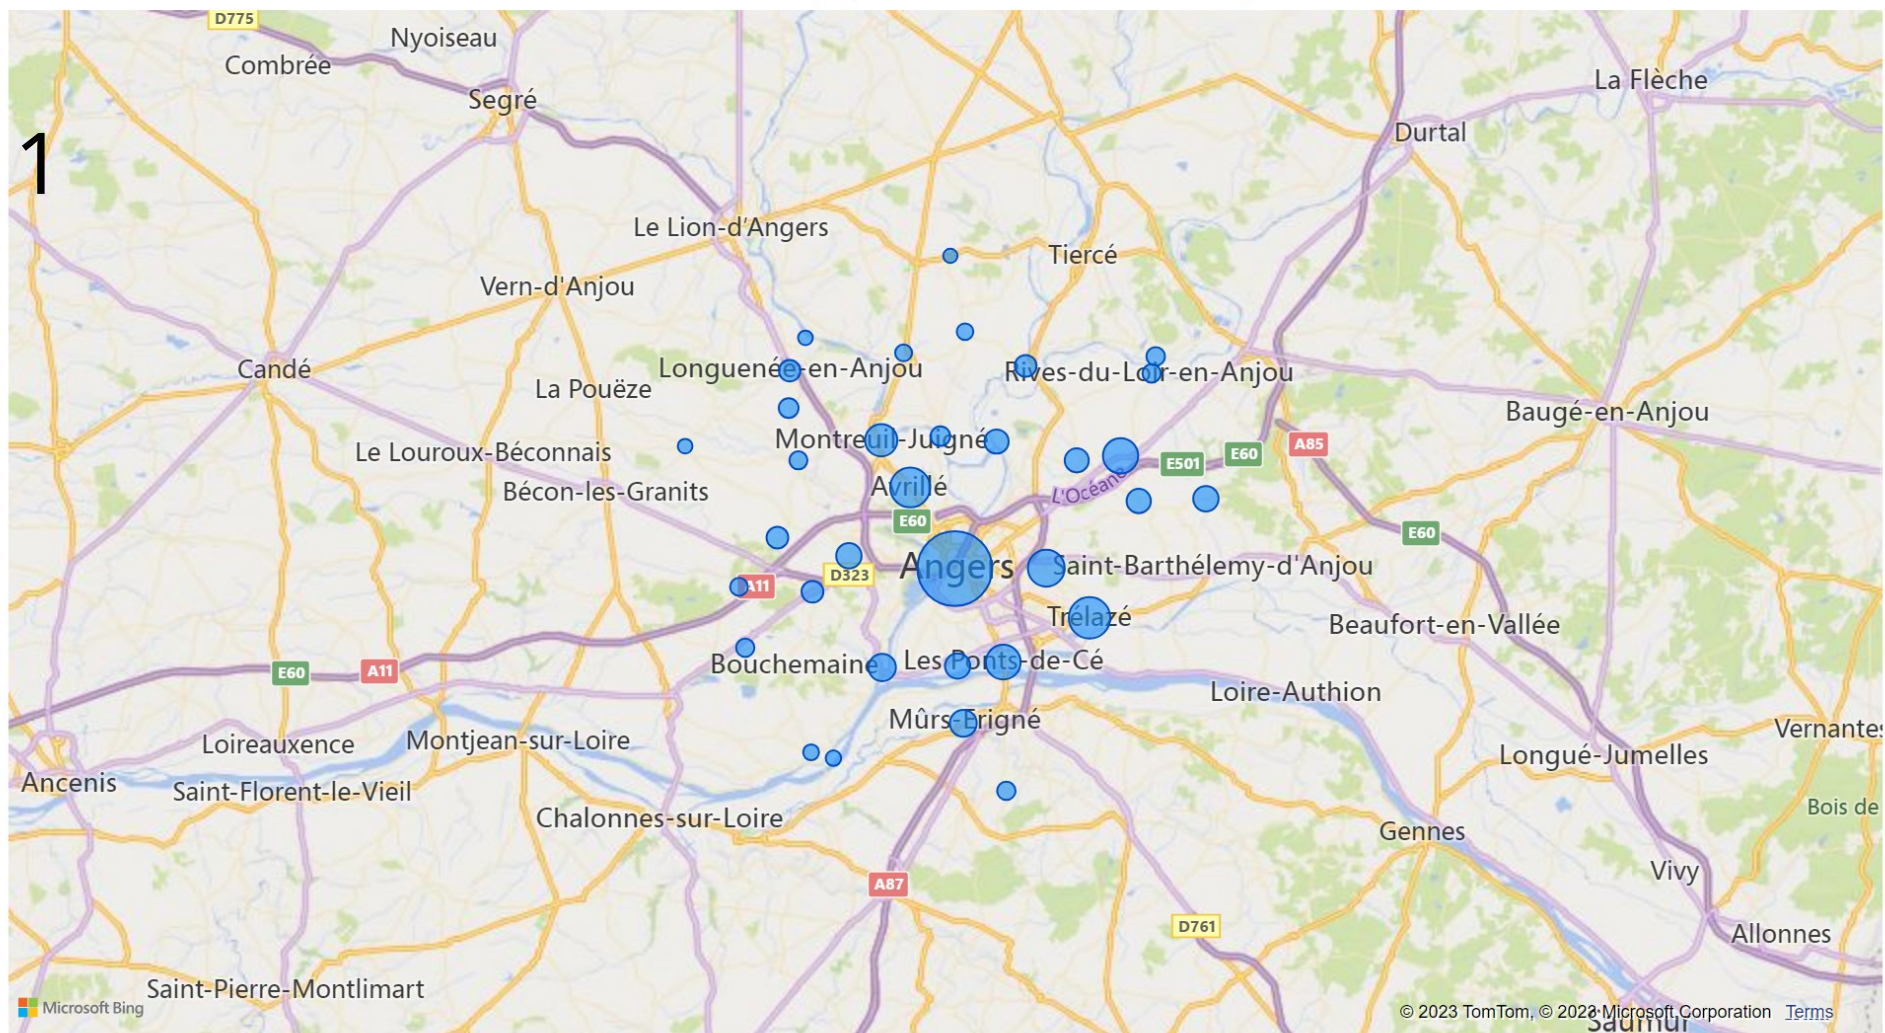 D775
Nyoiseau
Combrée
Segré
La Flèche
Durtal
1
Le Lion-d'Angers
Tiercé
Vern-d'Anjou
Candé
Longuenée-en-Anjou
Rives-du-Loir-en-Anjou
La Pouëze
Baugé-en-Anjou
Montreuil-Juigné
Le Louroux-Béconnais
E501
E60
A85
Bécon-les-Granits
Avrillé
L'Océane
E60
E60
Angers
Saint-Barthélemy-d'Anjou
D323
A11
Trélazé
Beaufort-en-Vallée
Bouchemaine
Les Ponts-de-Cé
E60
A11
Loire-Authion
Mûrs-Erigné
Vernantes
Loireauxence
Montjean-sur-Loire
Longué-Jumelles
Ancenis
Saint-Florent-le-Vieil
Bois de
Chalonnes-sur-Loire
Gennes
Vivy
A87
D761
Allonnes
Saint-Pierre-Montlimart
Microsoft Bing
© 2023 TomTom, © 2023 Microsoft Corporation Terms
Saumur